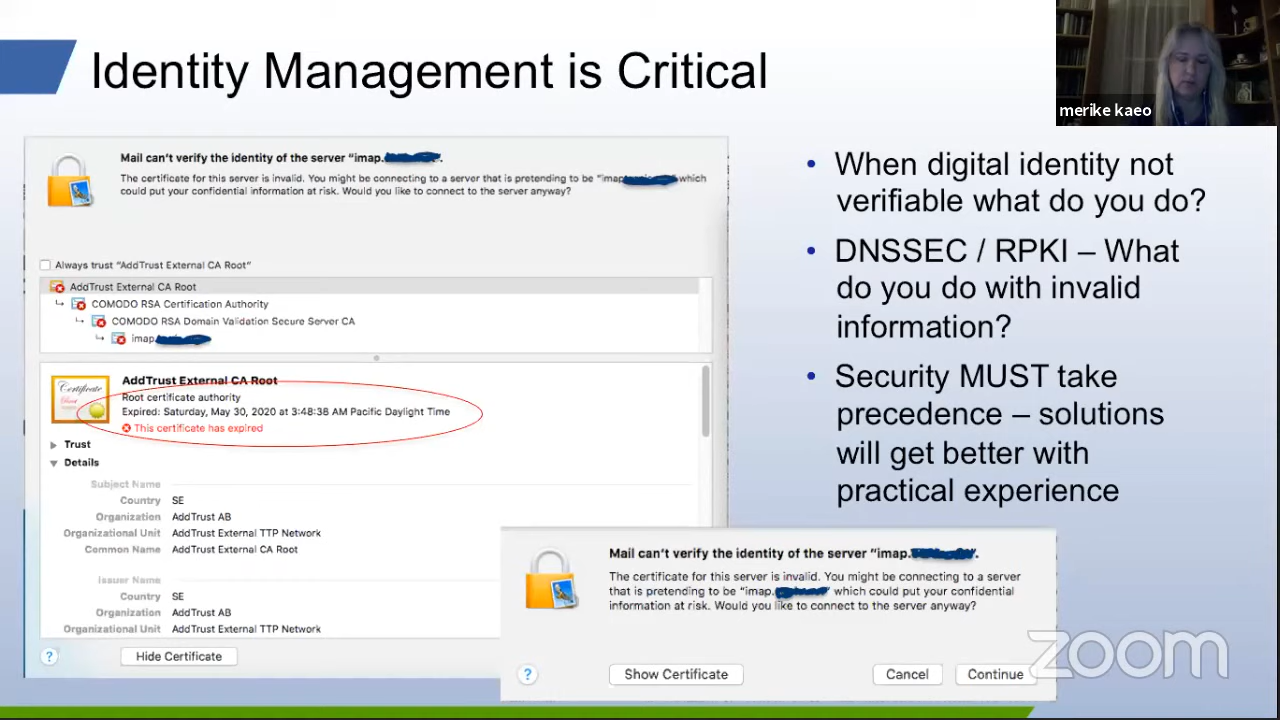 Identity Management is Critical
merike kaeo
Mail can't verify the identity of the server "imap.
The certificate for this server is invalid. You might be connecting to a server that is pretending to be "imap which
could put your confidential information at risk. Would you like to connect to the server anyway?
Always trust "AddTrust External CA Root"
AddTrust External CA Root
COMODO RSA Certification Authority
COMODO RSA Domain Validation Secure Server CA
imap.
AddTrust External CA Root
Certificate
Root certificate authority
Expired: Saturday, May 30, 2020 at 3:48:38 AM Pacific Daylight Time
This certificate has expired
Trust
Details
Subject Name
Country SE
Organization AddTrust AB
Organizational Unit AddTrust External TTP Network
Common Name AddTrust External CA Root
Issuer Name
Country SE
Organization AddTrust AB
Organizational Unit AddTrust External TTP Network
? Hide Certificate
• When digital identity not
verifiable what do you do?
• DNSSEC / RPKI – What
do you do with invalid
information?
• Security MUST take
precedence – solutions
will get better with
practical experience
Mail can't verify the identity of the server "imap. ".
The certificate for this server is invalid. You might be connecting to a server
that is pretending to be "imap. " which could put your confidential
information at risk. Would you like to connect to the server anyway?
? Show Certificate Cancel Continue
zoom